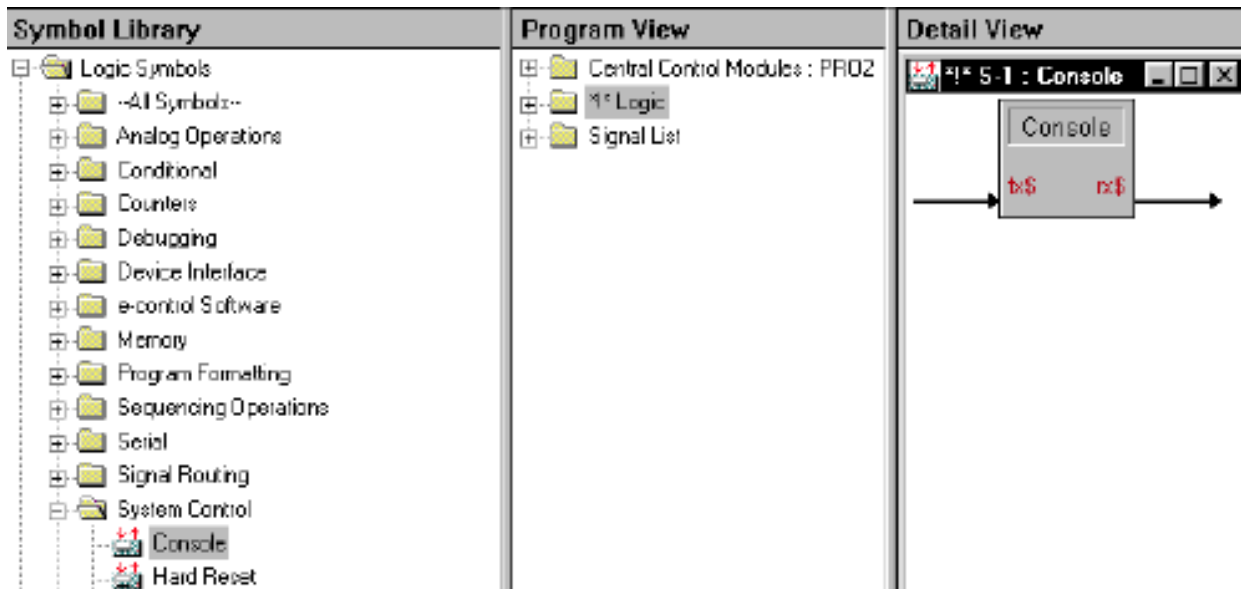 Symbol Library
Logic Symbols
--All Symbols--
Analog Operations
Conditional
Counters
Debugging
Device Interface
e-control Software
Memory
Program Formatting
Sequencing Operations
Serial
Signal Routing
System Control
Console
Hard Reset
Program View
Central Control Modules : PRO2
*!* Logic
Signal List
Detail View
*!* S-1 : Console
Console
tx$ rx$